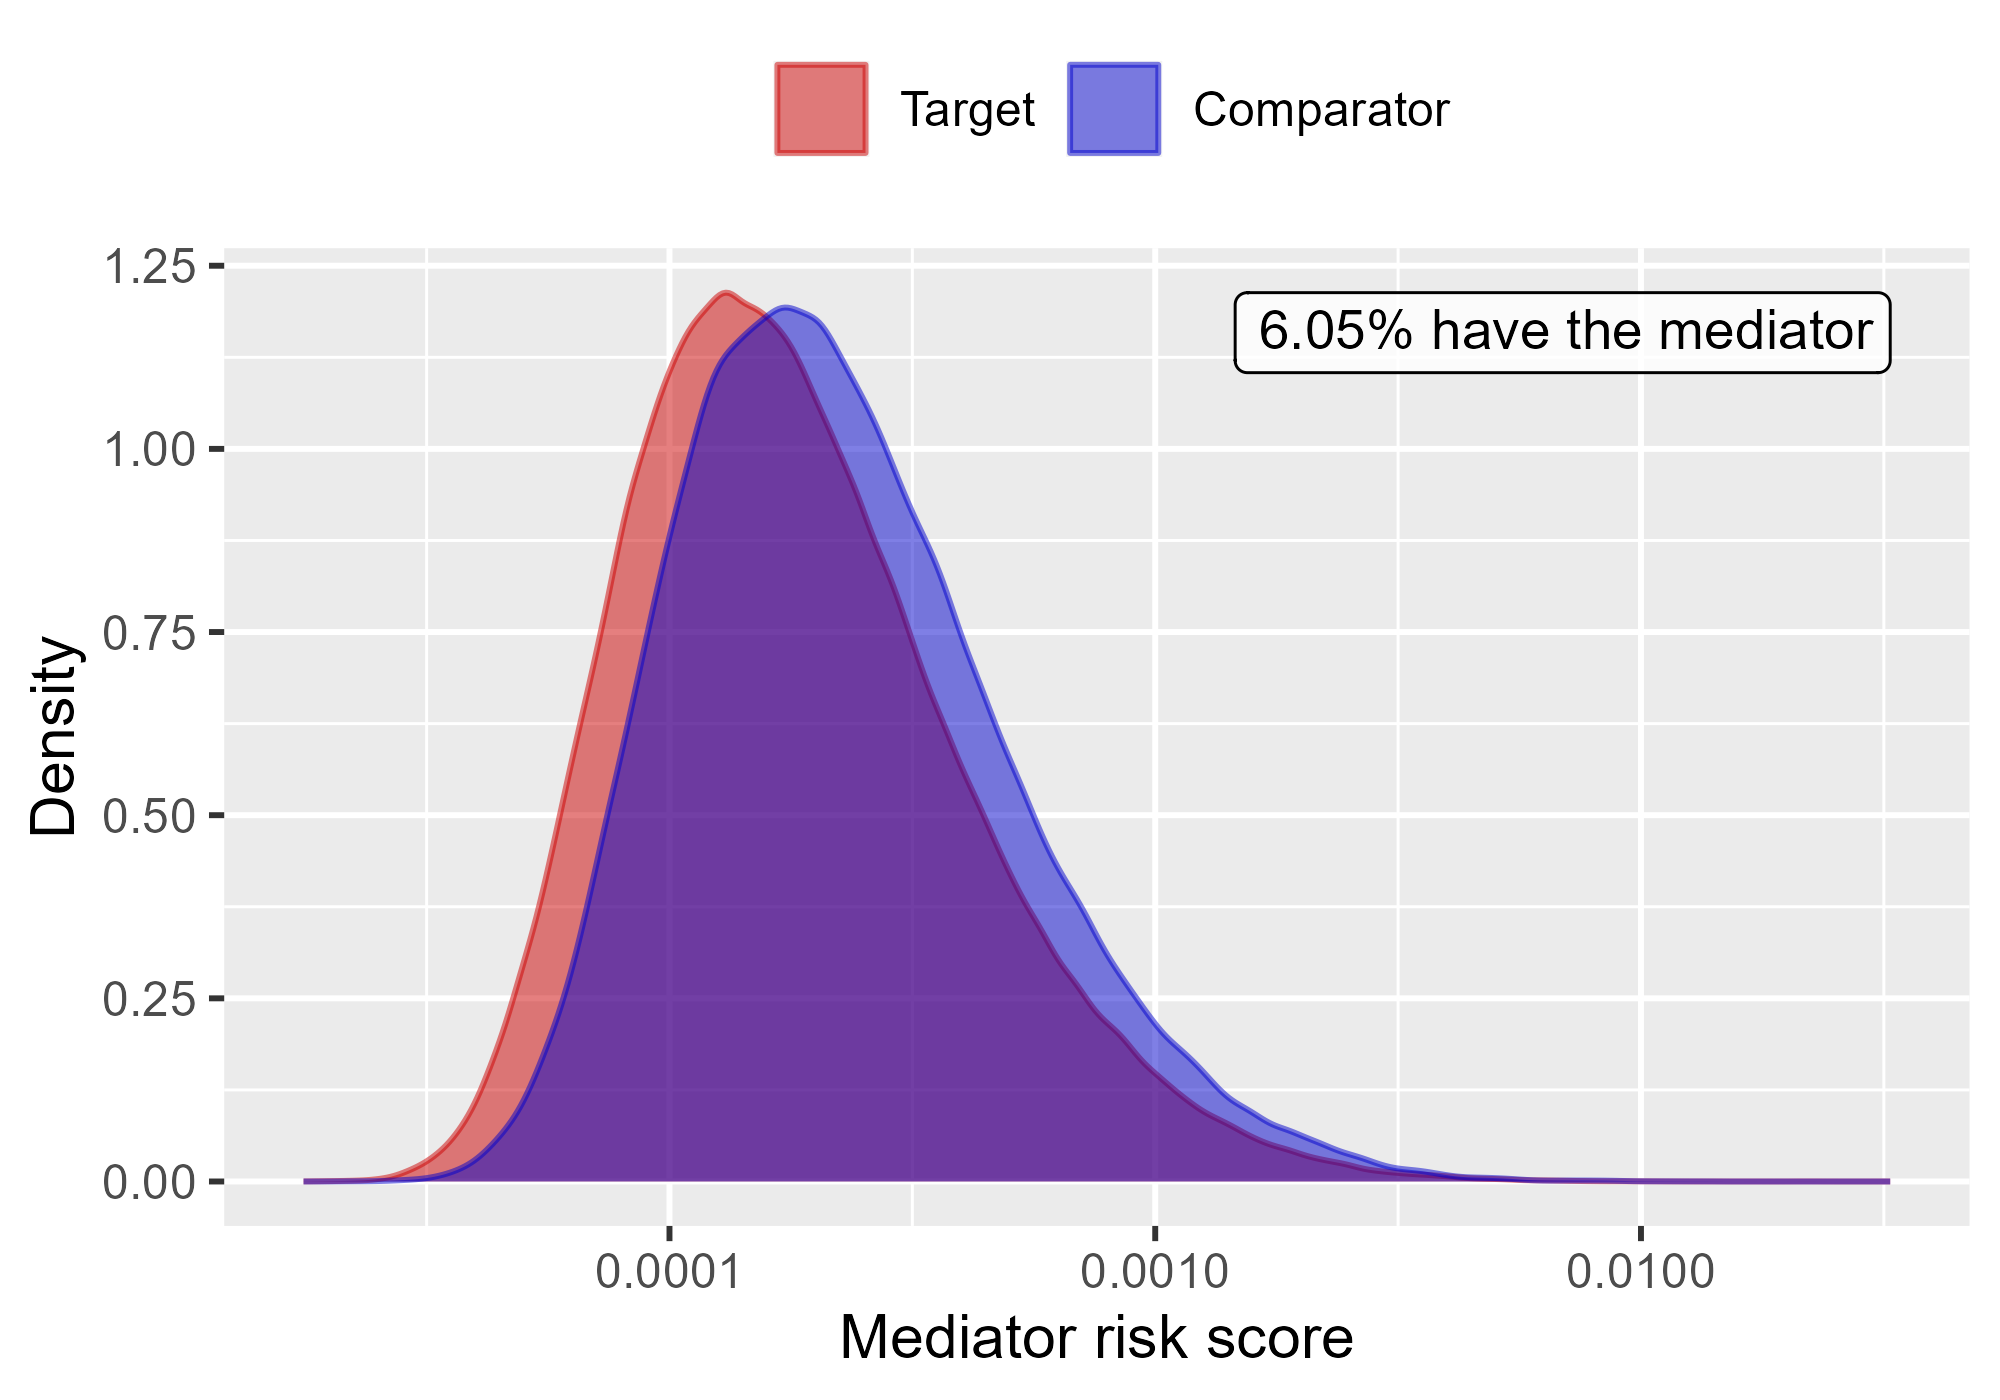 Target Comparator
6.05% have the mediator
1.25
1.00
0.75
0.50
0.25
0.00
Density
0.0001 0.0010 0.0100
Mediator risk score